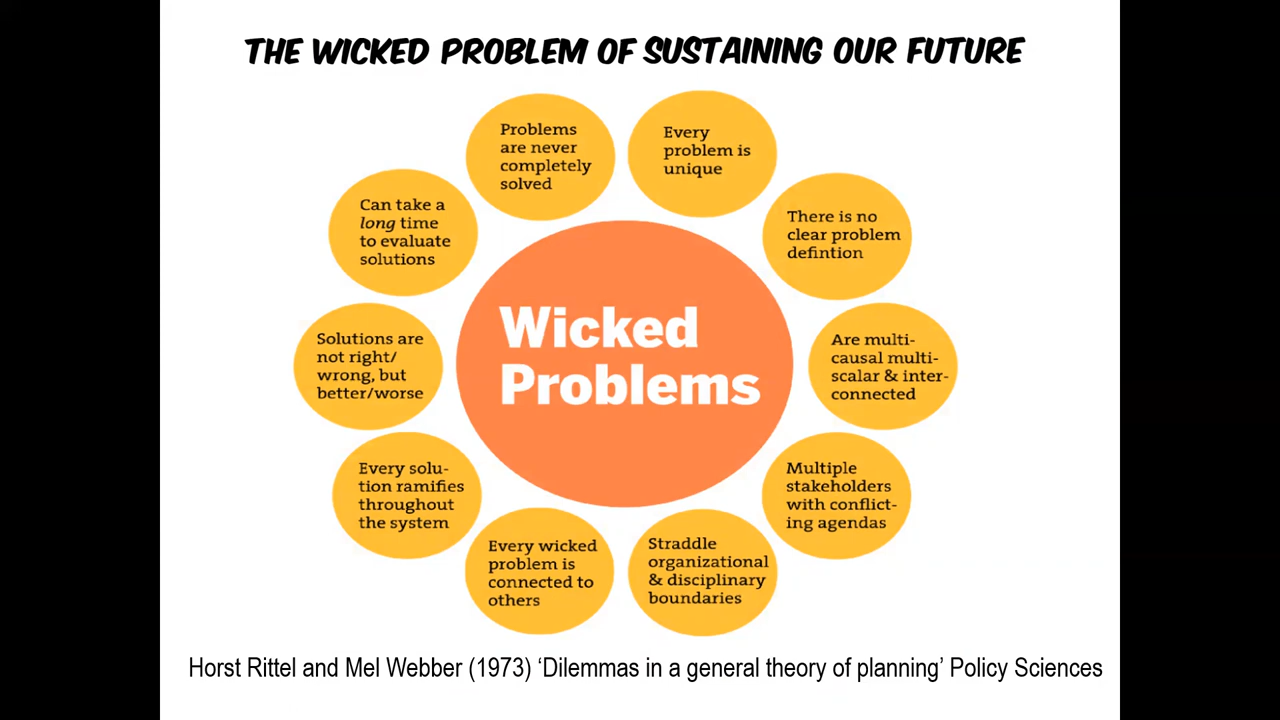 THE WICKED PROBLEM OF SUSTAINING OUR FUTURE
Problems
are never
completely
solved
Every
problem is
unique
There is no
clear problem
defintion
Are multi-
causal multi-
scalar & inter-
connected
Multiple
stakeholders
with conflict-
ing agendas
Straddle
organizational
& disciplinary
boundaries
Every wicked
problem is
connected to
others
Every solu-
tion ramifies
throughout
the system
Solutions are
not right/
wrong, but
better/worse
Can take a
long time
to evaluate
solutions
Wicked
Problems
Horst Rittel and Mel Webber (1973) ‘Dilemmas in a general theory of planning’ Policy Sciences